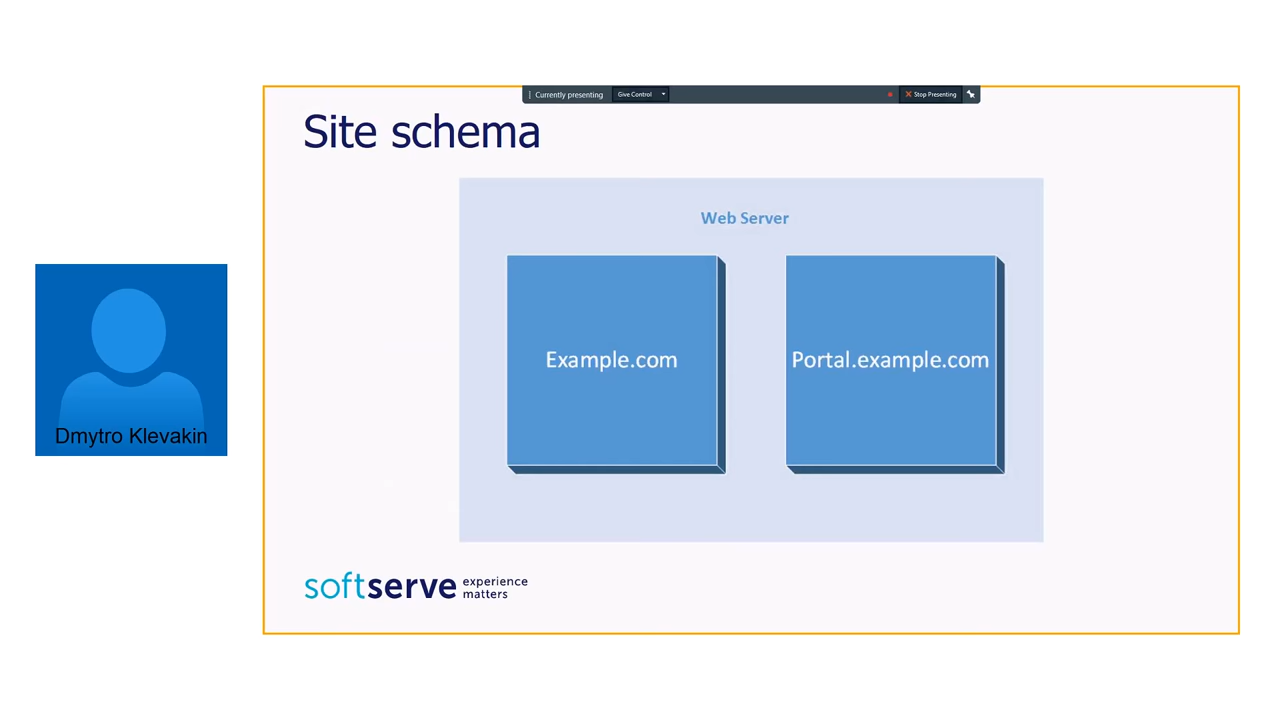 Currently presenting
Give Control
Stop Presenting
Site schema
Web Server
Example.com
Portal.example.com
Dmytro Klevakin
softserve experience
matters